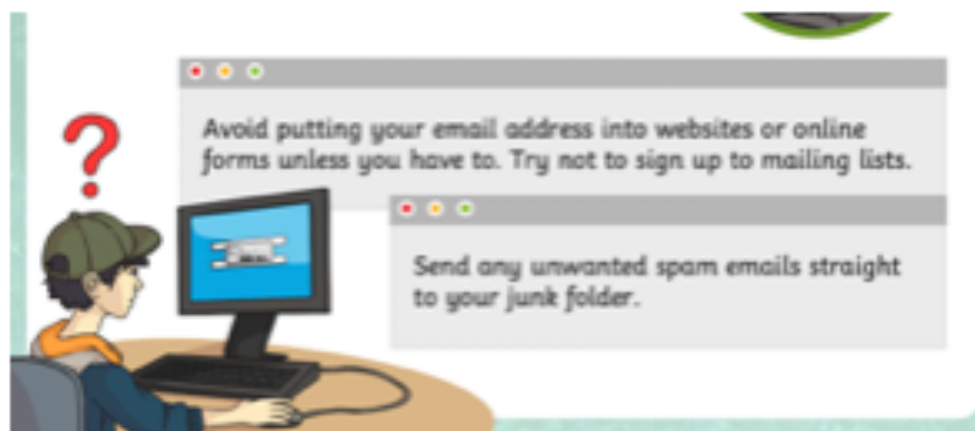 Avoid putting your email address into websites or online
forms unless you have to. Try not to sign up to mailing lists.
Send any unwanted spam emails straight
to your junk folder.
?